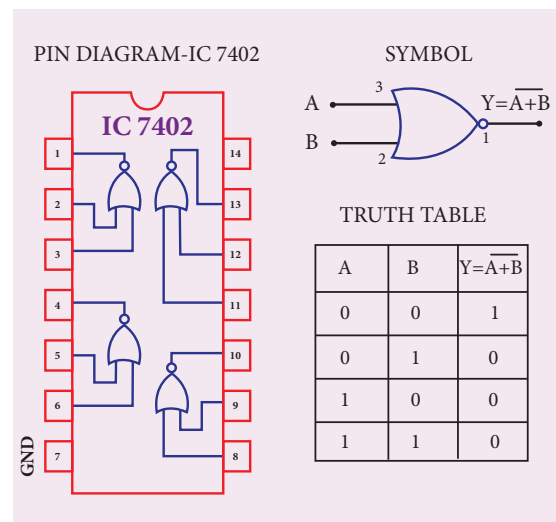 PIN DIAGRAM-IC 7402
IC 7402
1
2
3
4
5
6
7
GND
14
13
12
11
10
9
8
SYMBOL
A
B
3
2
1
Y=A̅+̅B̅
TRUTH TABLE
A B Y=A̅+̅B̅
0 0 1
0 1 0
1 0 0
1 1 0